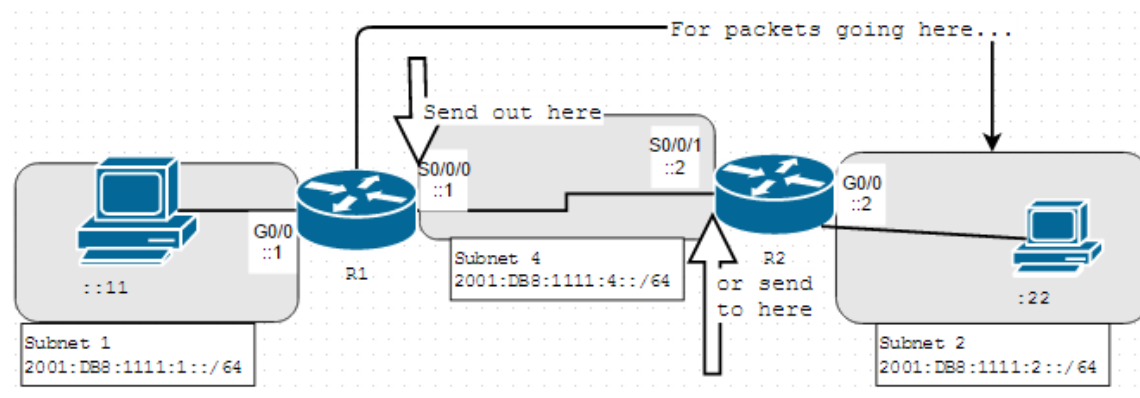 For packets going here...
Send out here
S0/0/0
::1
S0/0/1
::2
G0/0
::2
G0/0
::1
R1
R2
Subnet 4
2001:DB8:1111:4::/64
or send
to here
::11
:22
Subnet 1
2001:DB8:1111:1::/64
Subnet 2
2001:DB8:1111:2::/64